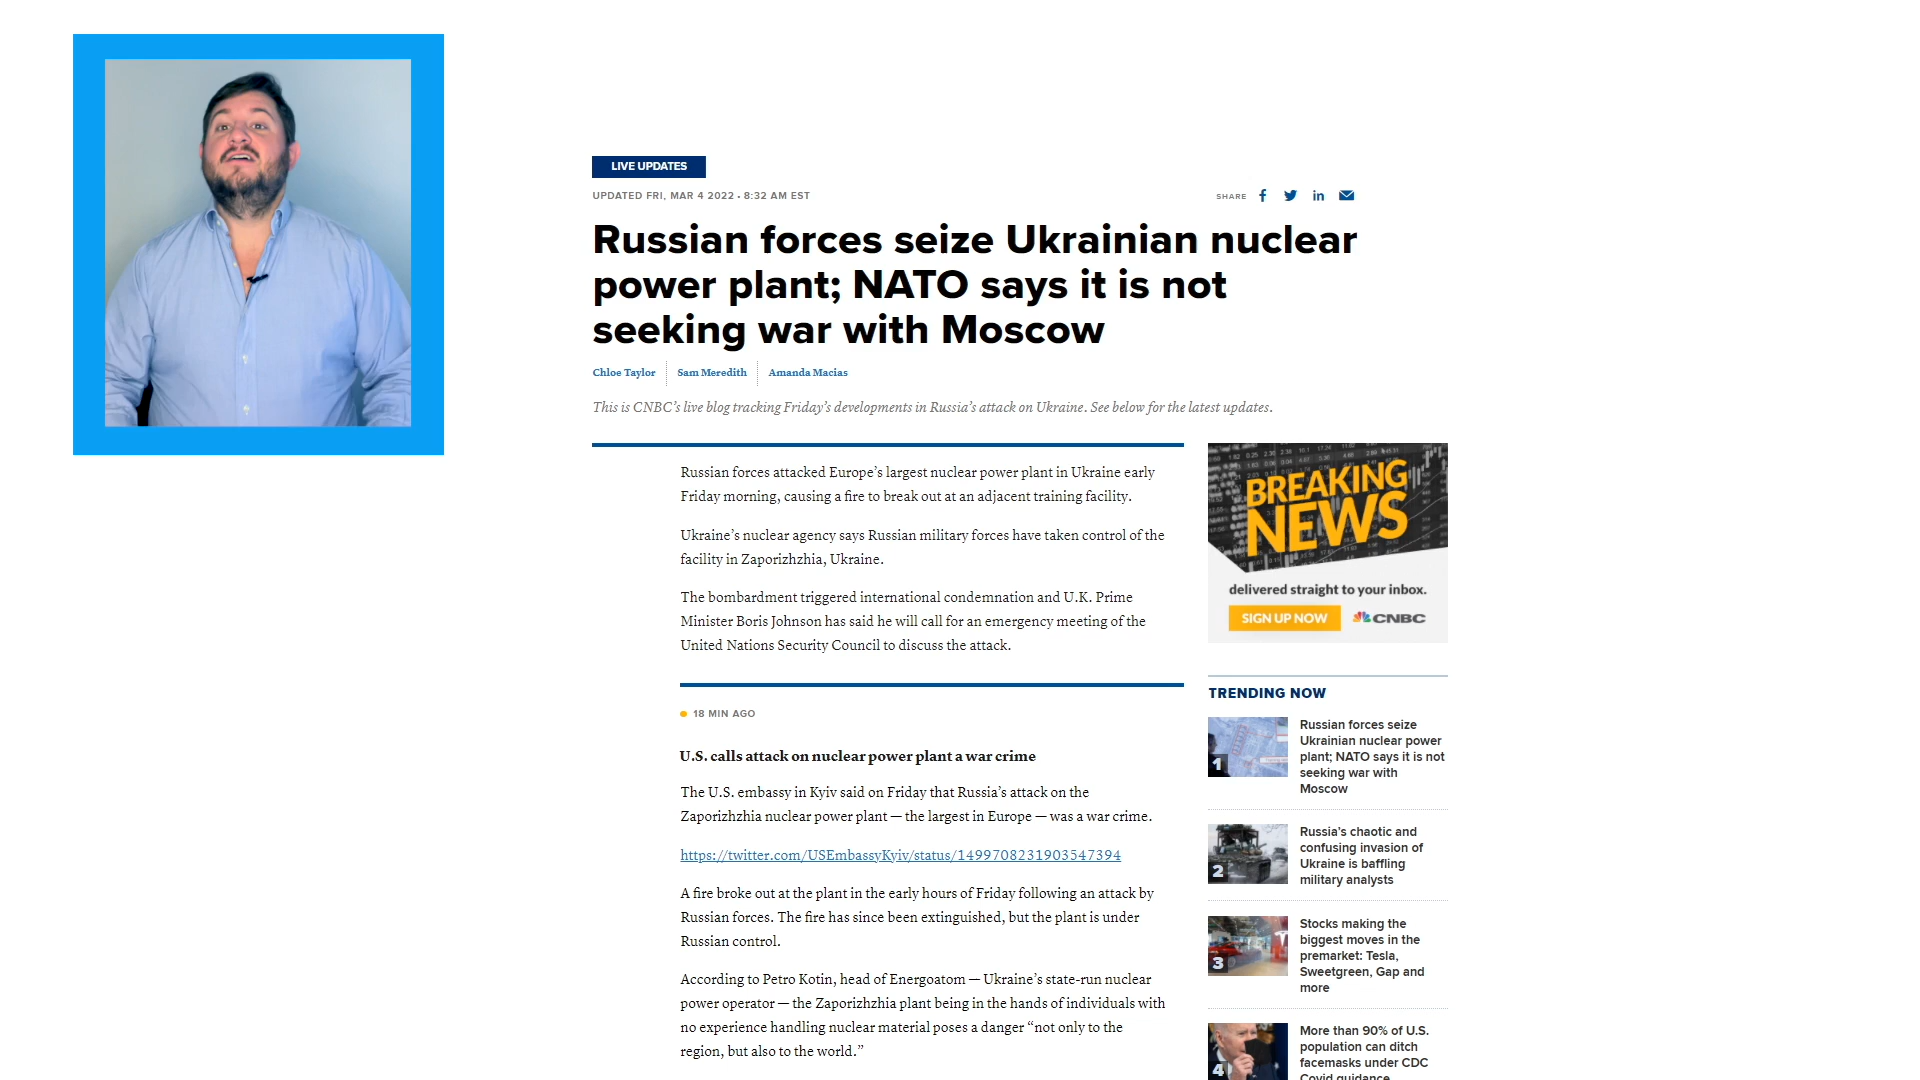 LIVE UPDATES
UPDATED FRI, MAR 4 2022 • 8:32 AM EST
SHARE
Russian forces seize Ukrainian nuclear
power plant; NATO says it is not
seeking war with Moscow
Chloe Taylor
Sam Meredith
Amanda Macias
This is CNBC’s live blog tracking Friday’s developments in Russia’s attack on Ukraine. See below for the latest updates.
Russian forces attacked Europe’s largest nuclear power plant in Ukraine early
Friday morning, causing a fire to break out at an adjacent training facility.
Ukraine’s nuclear agency says Russian military forces have taken control of the
facility in Zaporizhzhia, Ukraine.
The bombardment triggered international condemnation and U.K. Prime
Minister Boris Johnson has said he will call for an emergency meeting of the
United Nations Security Council to discuss the attack.
18 MIN AGO
U.S. calls attack on nuclear power plant a war crime
The U.S. embassy in Kyiv said on Friday that Russia’s attack on the
Zaporizhzhia nuclear power plant — the largest in Europe — was a war crime.
https://twitter.com/USEmbassyKyiv/status/1499708231903547394
A fire broke out at the plant in the early hours of Friday following an attack by
Russian forces. The fire has since been extinguished, but the plant is under
Russian control.
According to Petro Kotin, head of Energoatom — Ukraine’s state-run nuclear
power operator — the Zaporizhzhia plant being in the hands of individuals with
no experience handling nuclear material poses a danger “not only to the
region, but also to the world.”
BREAKING
NEWS
delivered straight to your inbox.
SIGN UP NOW
CNBC
TRENDING NOW
1
Russian forces seize
Ukrainian nuclear power
plant; NATO says it is not
seeking war with
Moscow
2
Russia’s chaotic and
confusing invasion of
Ukraine is baffling
military analysts
3
Stocks making the
biggest moves in the
premarket: Tesla,
Sweetgreen, Gap and
more
4
More than 90% of U.S.
population can ditch
facemasks under CDC
Covid guidance